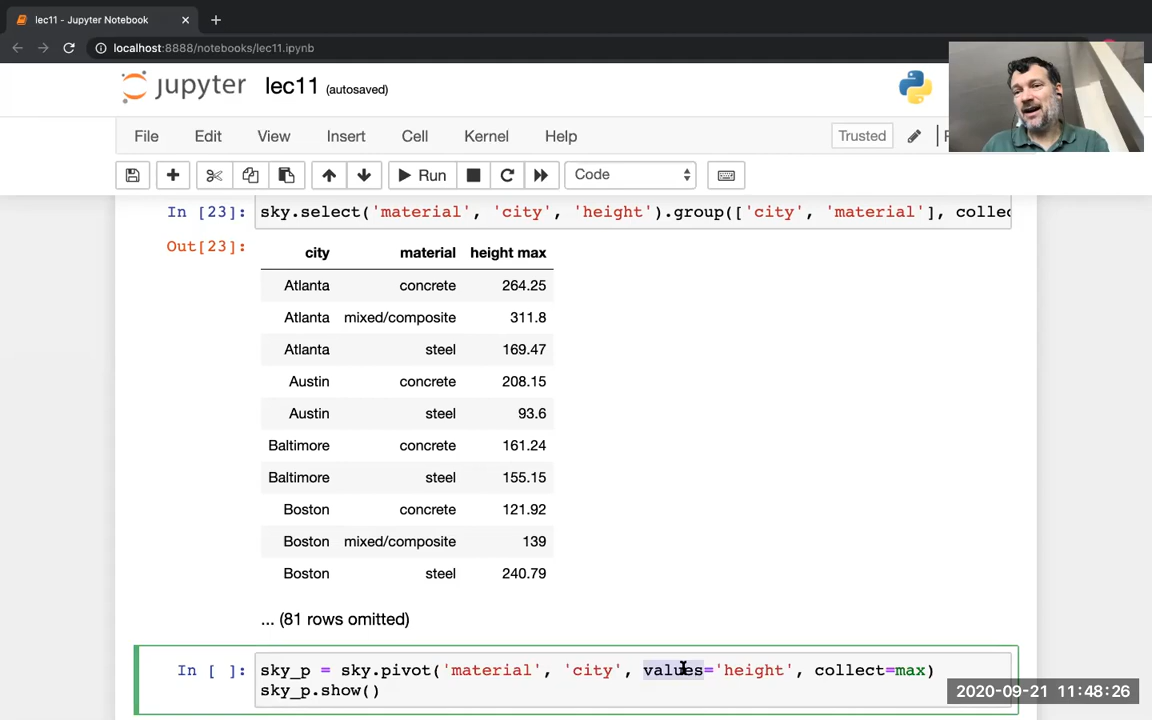 lec11 - Jupyter Notebook
localhost:8888/notebooks/lec11.ipynb
jupyter lec11 (autosaved)
File Edit View Insert Cell Kernel Help Trusted
Run Code
In [23]: sky.select('material', 'city', 'height').group(['city', 'material'], collec
Out[23]:
city material height max
Atlanta concrete 264.25
Atlanta mixed/composite 311.8
Atlanta steel 169.47
Austin concrete 208.15
Austin steel 93.6
Baltimore concrete 161.24
Baltimore steel 155.15
Boston concrete 121.92
Boston mixed/composite 139
Boston steel 240.79
... (81 rows omitted)
In [ ]: sky_p = sky.pivot('material', 'city', values='height', collect=max)
sky_p.show()
2020-09-21 11:48:26